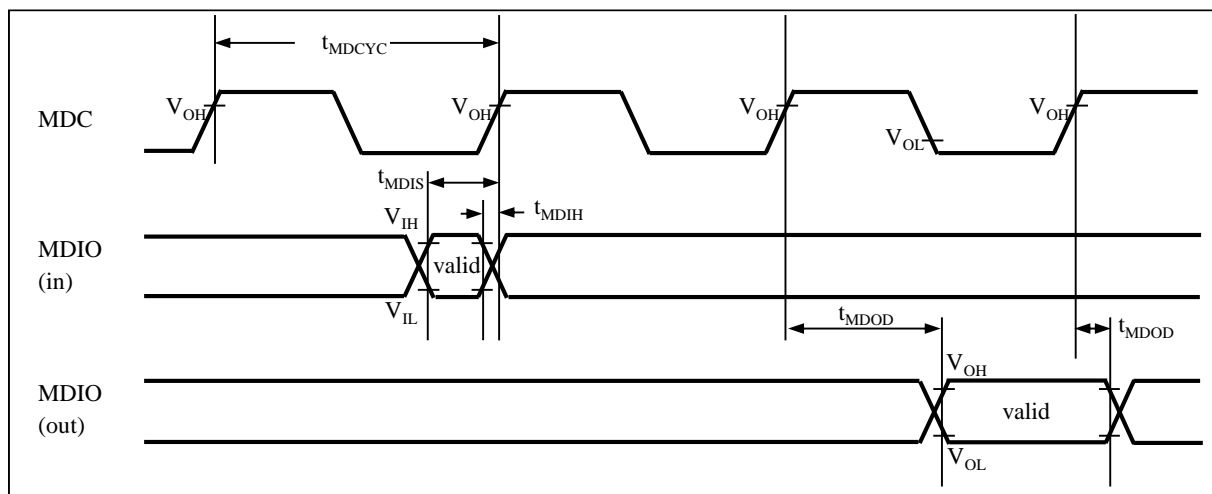 tMDCYC
MDC
VOH
VOH
VOH
VOL
VOH
tMDIS
VIH
tMDIH
MDIO
(in)
valid
VIL
tMDOD
tMDOD
MDIO
(out)
VOH
valid
VOL